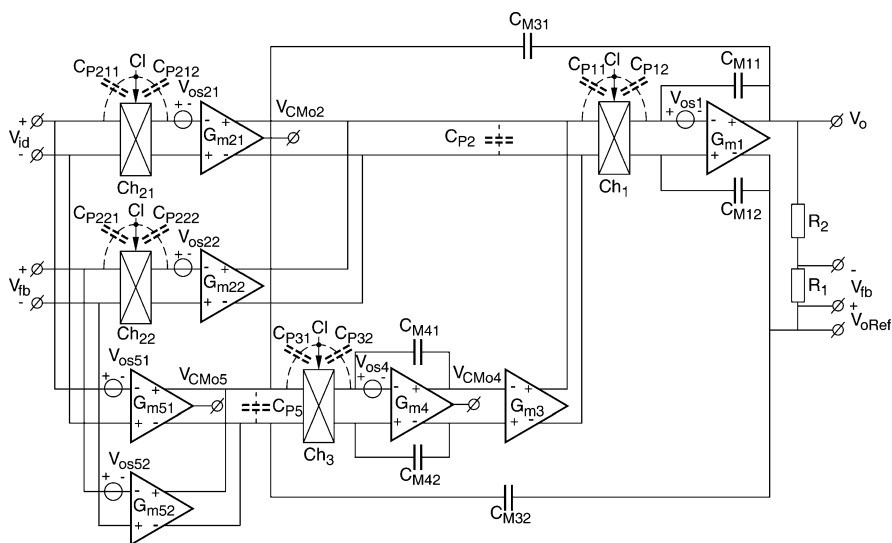 C_M31
Cl
C_P211 C_P212
V_os21
+ -
V_CMo2
C_P11 Cl C_P12
C_M11
V_os1
+ -
+
V_id
-
- +
G_m21
+ -
C_P2
- +
G_m1
+ -
V_o
Ch_21
Ch_1
C_M12
Cl
C_P221 C_P222
V_os22
+ -
R_2
+
V_fb
-
- +
G_m22
+ -
-
V_fb
+
R_1
Ch_22
V_oRef
Cl
C_P31 C_P32
C_M41
V_os51
+ -
V_CMo5
V_os4
+ -
V_CMo4
- +
G_m51
+ -
C_P5
- +
G_m4
+ -
- +
G_m3
+ -
Ch_3
C_M42
V_os52
+ -
- +
G_m52
+ -
C_M32